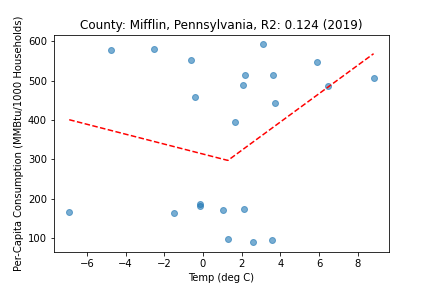 County: Mifflin, Pennsylvania, R2: 0.124 (2019)
Per-Capita Consumption (MMBtu/1000 Households)
600
500
400
300
200
100
−6 −4 −2 0 2 4 6 8
Temp (deg C)